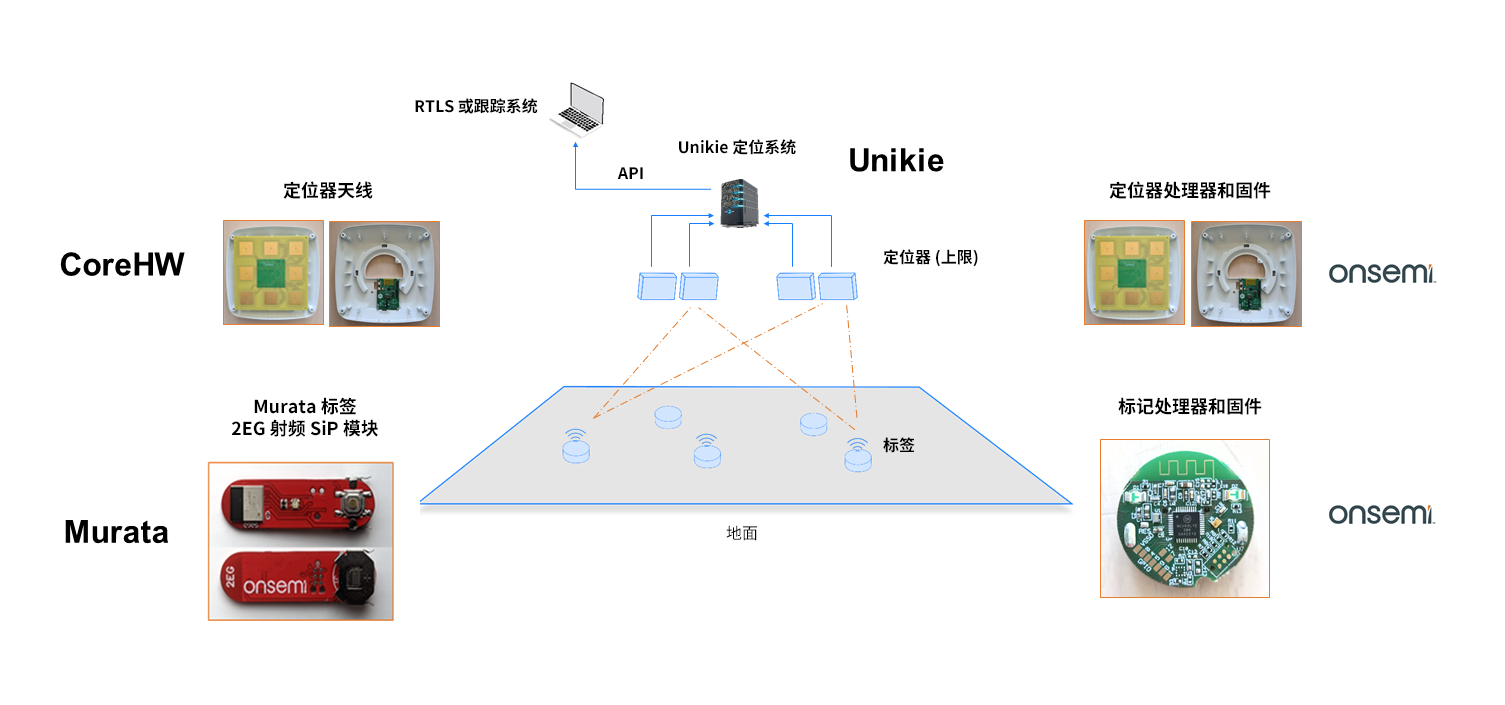 RTLS 或跟踪系统
Unikie 定位系统
Unikie
API
定位器天线
定位器处理器和固件
CoreHW
定位器 (上限)
onsemi
Murata 标签
2EG 射频 SiP 模块
标记处理器和固件
标签
onsemi
Murata
地面
2EG
onsemi
GPIO